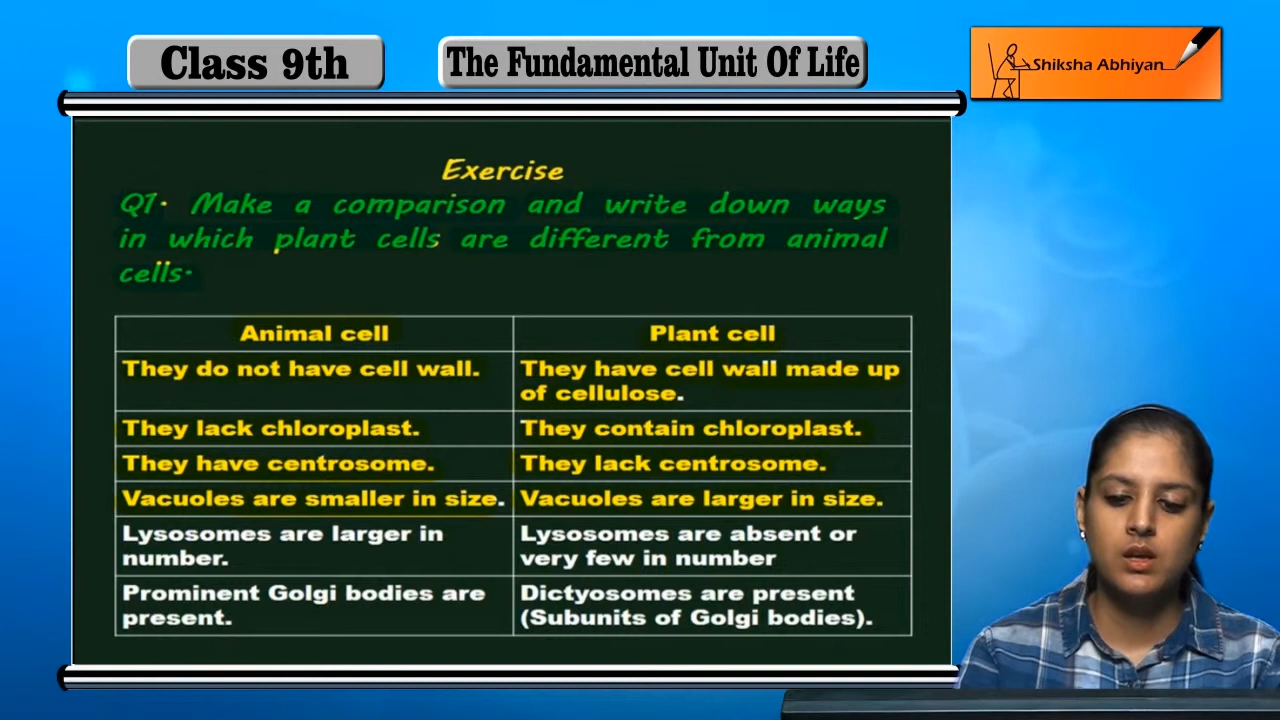 Class 9th
The Fundamental Unit Of Life
Shiksha Abhiyan
Exercise
Q1. Make a comparison and write down ways
in which plant cells are different from animal
cells.
Animal cell
Plant cell
They do not have cell wall.
They have cell wall made up
of cellulose.
They lack chloroplast.
They contain chloroplast.
They have centrosome.
They lack centrosome.
Vacuoles are smaller in size.
Vacuoles are larger in size.
Lysosomes are larger in
number.
Lysosomes are absent or
very few in number
Prominent Golgi bodies are
present.
Dictyosomes are present
(Subunits of Golgi bodies).